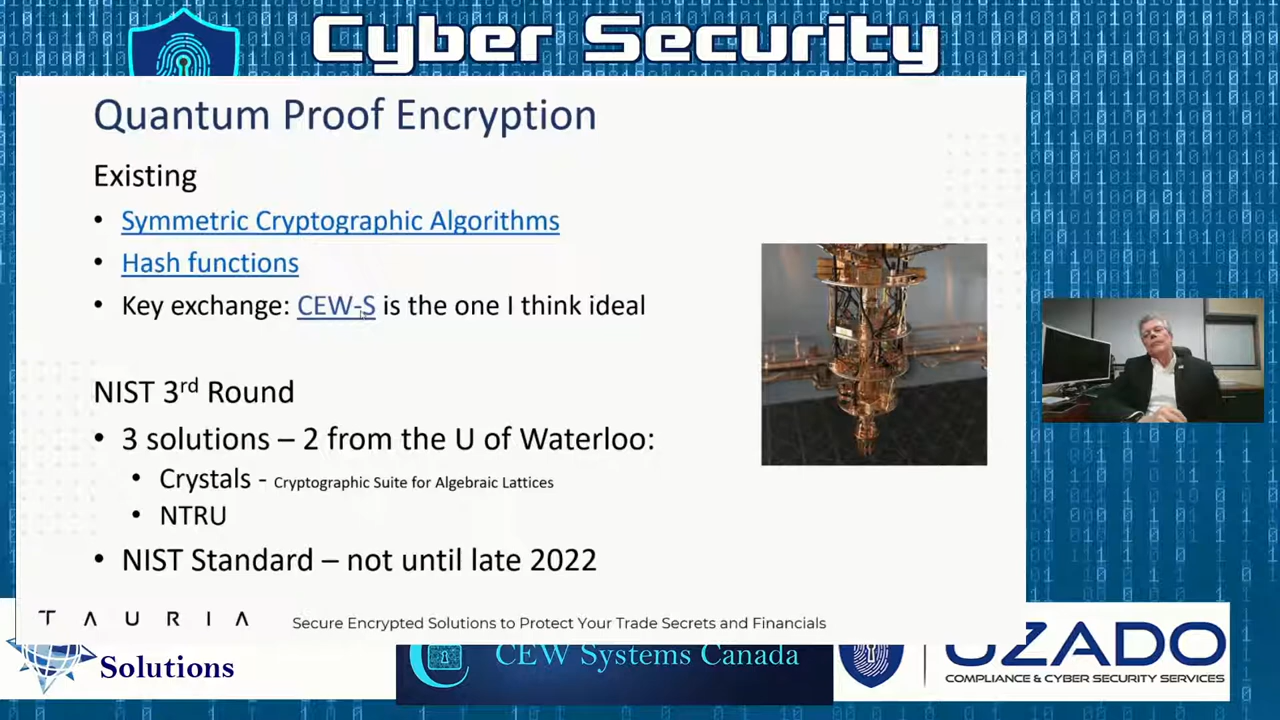 Cyber Security
Quantum Proof Encryption
Existing
• Symmetric Cryptographic Algorithms
• Hash functions
• Key exchange: CEW-S is the one I think ideal
NIST 3rd Round
• 3 solutions – 2 from the U of Waterloo:
• Crystals - Cryptographic Suite for Algebraic Lattices
• NTRU
• NIST Standard – not until late 2022
TAURIA
Secure Encrypted Solutions to Protect Your Trade Secrets and Financials
Solutions
CEW Systems Canada
UZADO
COMPLIANCE & CYBER SECURITY SERVICES